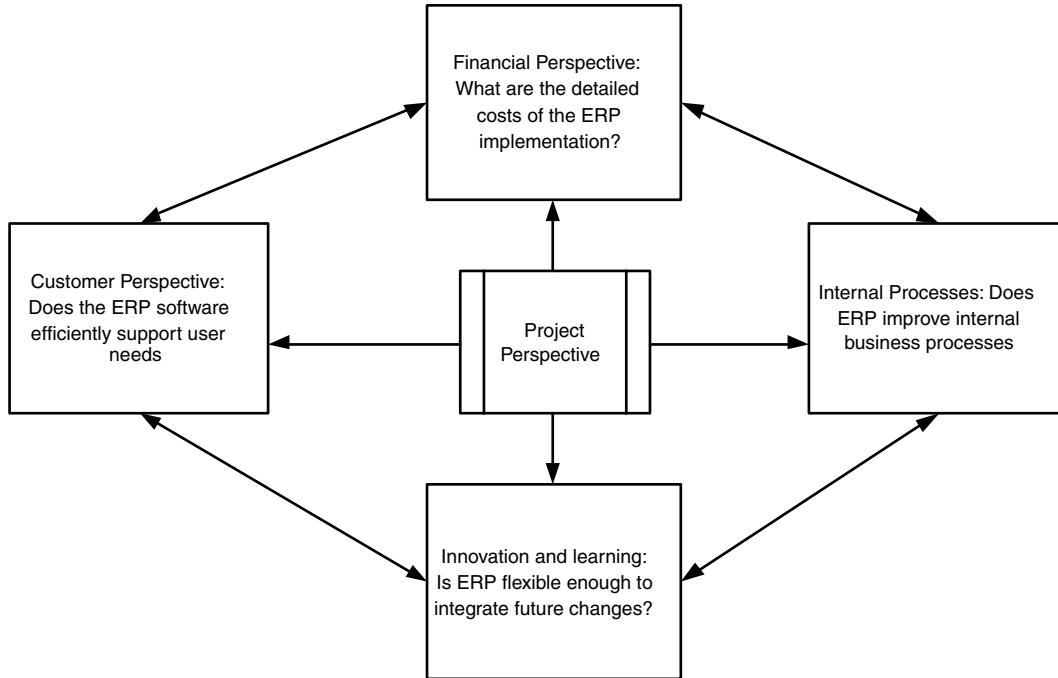 Financial Perspective:
What are the detailed
costs of the ERP
implementation?
Customer Perspective:
Does the ERP software
efficiently support user
needs
Project
Perspective
Internal Processes: Does
ERP improve internal
business processes
Innovation and learning:
Is ERP flexible enough to
integrate future changes?